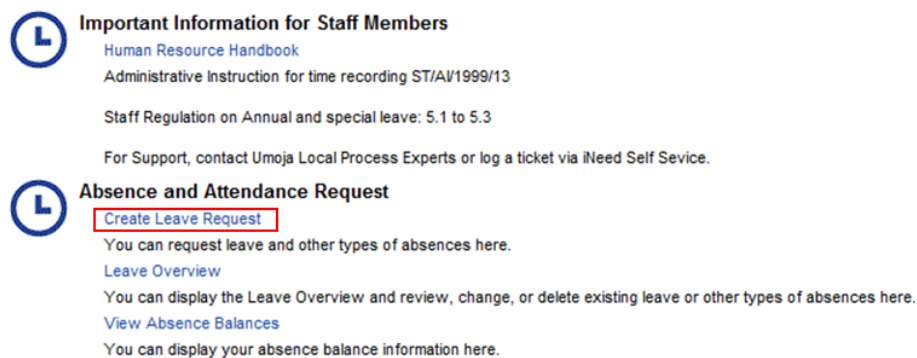 Important Information for Staff Members
Human Resource Handbook
Administrative Instruction for time recording ST/AI/1999/13
Staff Regulation on Annual and special leave: 5.1 to 5.3
For Support, contact Umoja Local Process Experts or log a ticket via iNeed Self Sevice.
Absence and Attendance Request
Create Leave Request
You can request leave and other types of absences here.
Leave Overview
You can display the Leave Overview and review, change, or delete existing leave or other types of absences here.
View Absence Balances
You can display your absence balance information here.